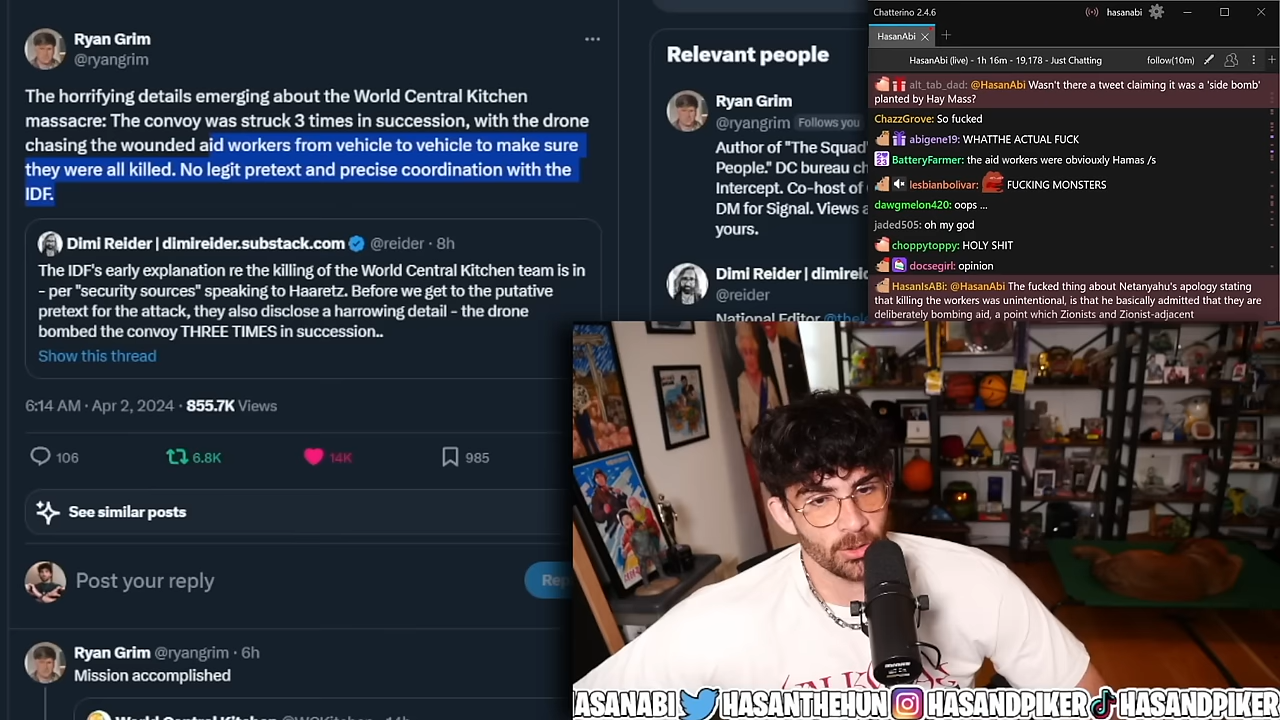 Ryan Grim
@ryangrim
The horrifying details emerging about the World Central Kitchen
massacre: The convoy was struck 3 times in succession, with the drone
chasing the wounded aid workers from vehicle to vehicle to make sure
they were all killed. No legit pretext and precise coordination with the
IDF.
Dimi Reider | dimireider.substack.com @reider · 8h
The IDF's early explanation re the killing of the World Central Kitchen team is in
- per "security sources" speaking to Haaretz. Before we get to the putative
pretext for the attack, they also disclose a harrowing detail - the drone
bombed the convoy THREE TIMES in succession..
Show this thread
6:14 AM · Apr 2, 2024 · 855.7K Views
106 6.8K 14K 985
See similar posts
Post your reply
Rep
Ryan Grim @ryangrim · 6h
Mission accomplished
World Central Kitchen @WCKitchen · 14h
Relevant people
Ryan Grim
@ryangrim Follows you
Author of "The Squad
People." DC bureau ch
Intercept. Co-host of
DM for Signal. Views a
yours.
Dimi Reider | dimirei
@reider
National Editor @thel
Chatterino 2.4.6
hasanabi
HasanAbi
HasanAbi (live) - 1h 16m - 19,178 - Just Chatting
follow(10m)
alt_tab_dad: @HasanAbi Wasn't there a tweet claiming it was a 'side bomb'
planted by Hay Mass?
ChazzGrove: So fucked
abigene19: WHATTHE ACTUAL FUCK
BatteryFarmer: the aid workers were obviouxly Hamas /s
lesbianbolivar: FUCKING MONSTERS
dawgmelon420: oops ...
jaded505: oh my god
choppytoppy: HOLY SHIT
docsegirl: opinion
HasanIsABi: @HasanAbi The fucked thing about Netanyahu's apology stating
that killing the workers was unintentional, is that he basically admitted that they are
deliberately bombing aid, a point which Zionists and Zionist-adjacent
ASANABI HASANTHEHUN HASANDPIKER HASANDPIKER